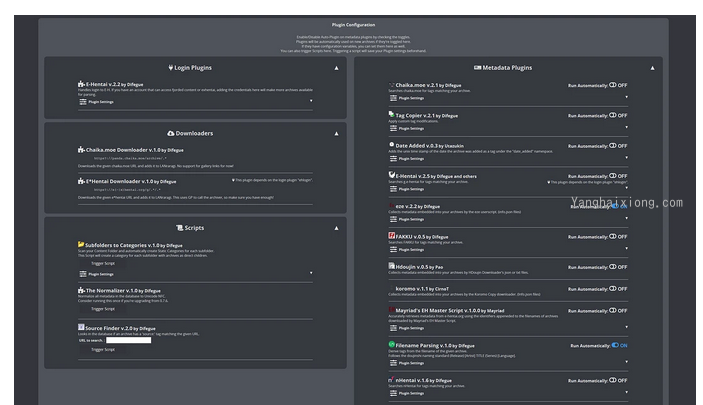 Plugin Configuration
Enable/Disable Auto-Plugin on metadata plugins by checking the toggles.
Plugins will be automatically used on new archives if they're toggled here.
If they have configuration variables, you can set them here as well.
You can also trigger Scripts here. Triggering a script will save your Plugin settings beforehand.
Login Plugins
E-Hentai v.2.2 by Difegue
Handles login to E-H. If you have an account that can access fjorded content or exhentai, adding the credentials here will make more archives available
for parsing.
Plugin Settings
Downloaders
Chaika.moe Downloader v.1.0 by Difegue
Downloads the given chaika.moe URL and adds it to LANraragi. No support for gallery links for now!
E*Hentai Downloader v.1.0 by Difegue
This plugin depends on the login plugin "ehlogin".
Downloads the given e*hentai URL and adds it to LANraragi. This uses GP to call the archiver, so make sure you have enough!
Scripts
Subfolders to Categories v.1.0 by Difegue
Scan your Content Folder and automatically create Static Categories for each subfolder.
This Script will create a category for each subfolder with archives as direct children.
Trigger Script
Plugin Settings
The Normalizer v.1.0 by Difegue
Normalize all metadata in the database to Unicode NFC.
Consider running this once if you're upgrading from 0.7.6.
Trigger Script
Source Finder v.2.0 by Difegue
Looks in the database if an archive has a 'source:' tag matching the given URL.
URL to search. :
Trigger Script
Metadata Plugins
Chaika.moe v.2.1 by Difegue
Run Automatically: OFF
Searches chaika.moe for tags matching your archive.
Plugin Settings
Tag Copier v.2.1 by Difegue
Run Automatically: OFF
Apply custom tag modifications.
Plugin Settings
Date Added v.0.3 by Utazukin
Run Automatically: OFF
Adds the unix time stamp of the date the archive was added as a tag under the "date_added" namespace.
Plugin Settings
E-Hentai v.2.5 by Difegue and others
Run Automatically: OFF
Searches g.e-hentai for tags matching your archive.
This plugin depends on the login plugin "ehlogin".
Plugin Settings
eze v.2.2 by Difegue
Run Automatically: ON
Collects metadata embedded into your archives by the eze userscript. (info.json files)
Plugin Settings
Yanghaixiong.com
FAKKU v.0.5 by Difegue
Run Automatically: OFF
Searches FAKKU for tags matching your archive.
Plugin Settings
Hdoujin v.0.5 by Pao
Run Automatically: OFF
Collects metadata embedded into your archives by HDoujin Downloader's json or txt files.
koromo v.1.1 by CirnoT
Run Automatically: OFF
Collects metadata embedded into your archives by the Koromo Copy downloader. (Info.json files)
Mayriad's EH Master Script v.1.0.0 by Mayriad
Run Automatically: OFF
Accurately retrieves metadata from e-hentai.org using the identifiers appended to the filenames of archives
downloaded by Mayriad's EH Master Script.
Plugin Settings
Filename Parsing v.1.0 by Difegue
Run Automatically: ON
Derive tags from the filename of the given archive.
Follows the doujinshi naming standard (Release) [Artist] TITLE (Series) [Language]
Plugin Settings
nHentai v.1.6 by Difegue
Run Automatically: OFF
Searches nHentai for tags matching your archive.
Plugin Settings